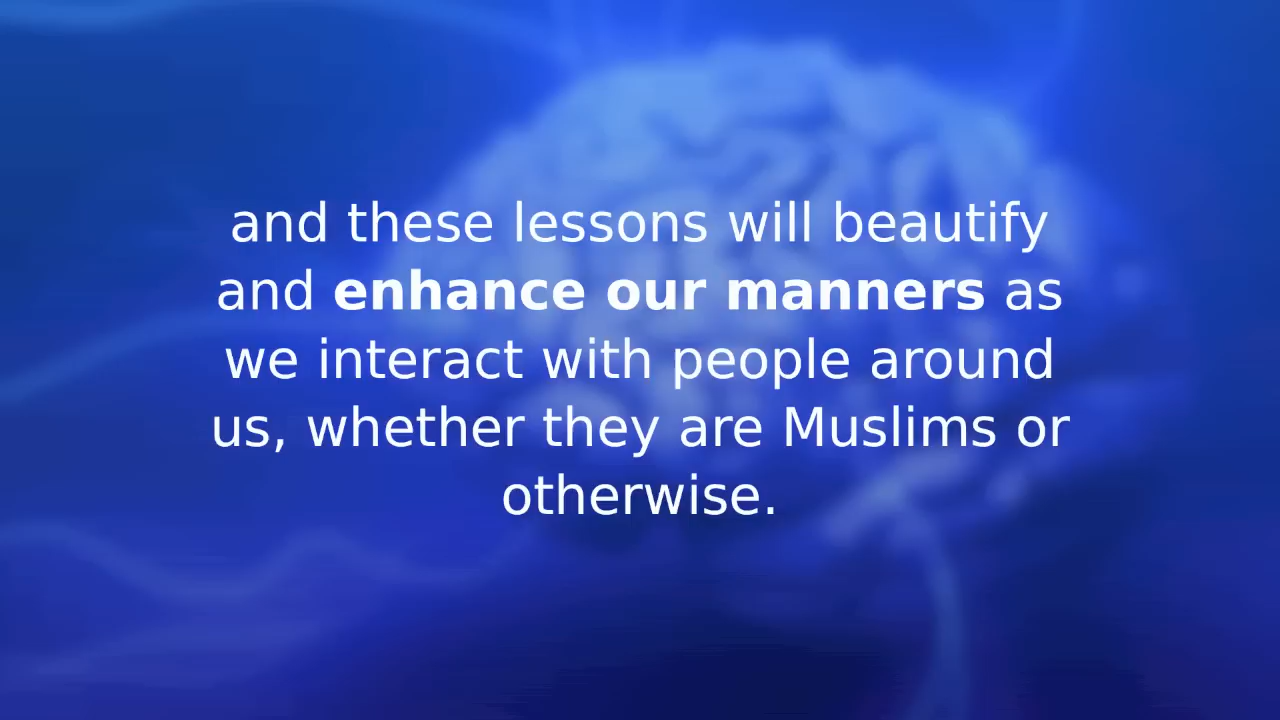 and these lessons will beautify
and enhance our manners as
we interact with people around
us, whether they are Muslims or
otherwise.